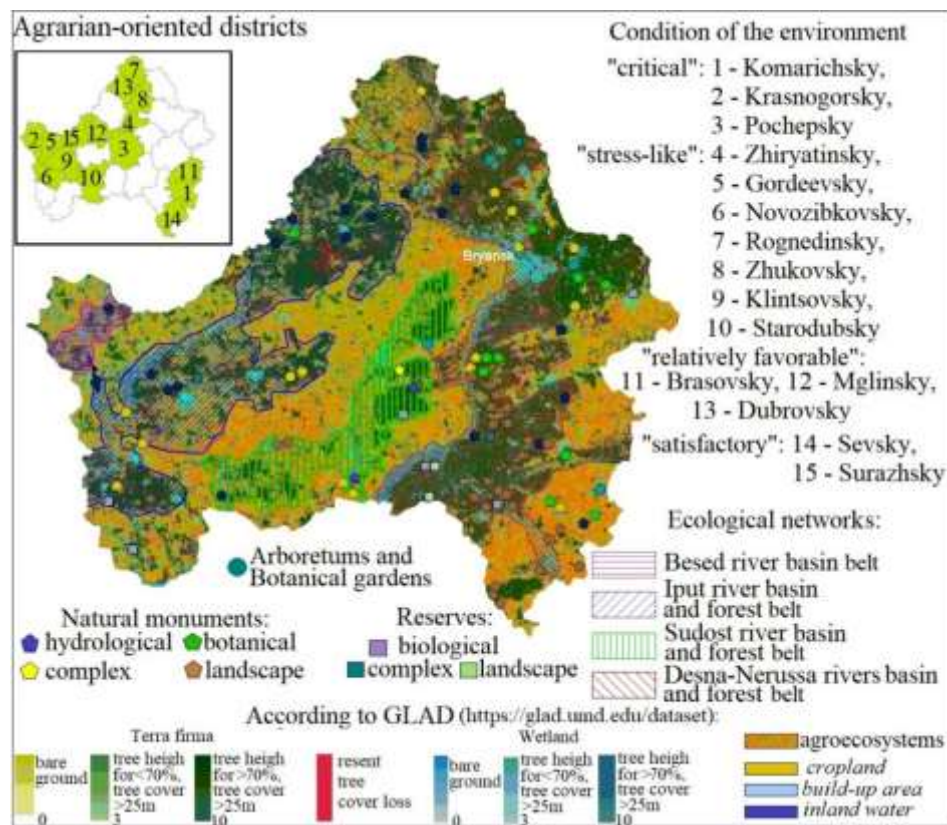 Agrarian-oriented districts
7
13
8
4
2 5 15 12
3
9
6
10
11
1
14
Bryansk
Condition of the environment
"critical": 1 - Komarichsky,
2 - Krasnogorsky,
3 - Pochepsky
"stress-like": 4 - Zhiryatinsky,
5 - Gordeevsky,
6 - Novozibkovsky,
7 - Rognedinsky,
8 - Zhukovsky,
9 - Klintsovsky,
10 - Starodubsky
"relatively favorable":
11 - Brasovsky, 12 - Mglinsky,
13 - Dubrovsky
"satisfactory": 14 - Sevsky,
15 - Surazhsky
Ecological networks:
Besed river basin belt
Iput river basin
and forest belt
Sudost river basin
and forest belt
Desna-Nerussa rivers basin
and forest belt
Arboretums and
Botanical gardens
Natural monuments:
hydrological
botanical
complex
landscape
Reserves:
biological
complex
landscape
According to GLAD (https://glad.umd.edu/dataset):
Terra firma
bare
ground
0
tree heigh
for<70%,
tree cover
>25m
3
tree heigh
for>70%,
tree cover
>25m
10
resent
tree
cover loss
Wetland
bare
ground
0
tree heigh
for<70%,
tree cover
>25m
3
tree heigh
for>70%,
tree cover
>25m
10
agroecosystems
cropland
build-up area
inland water